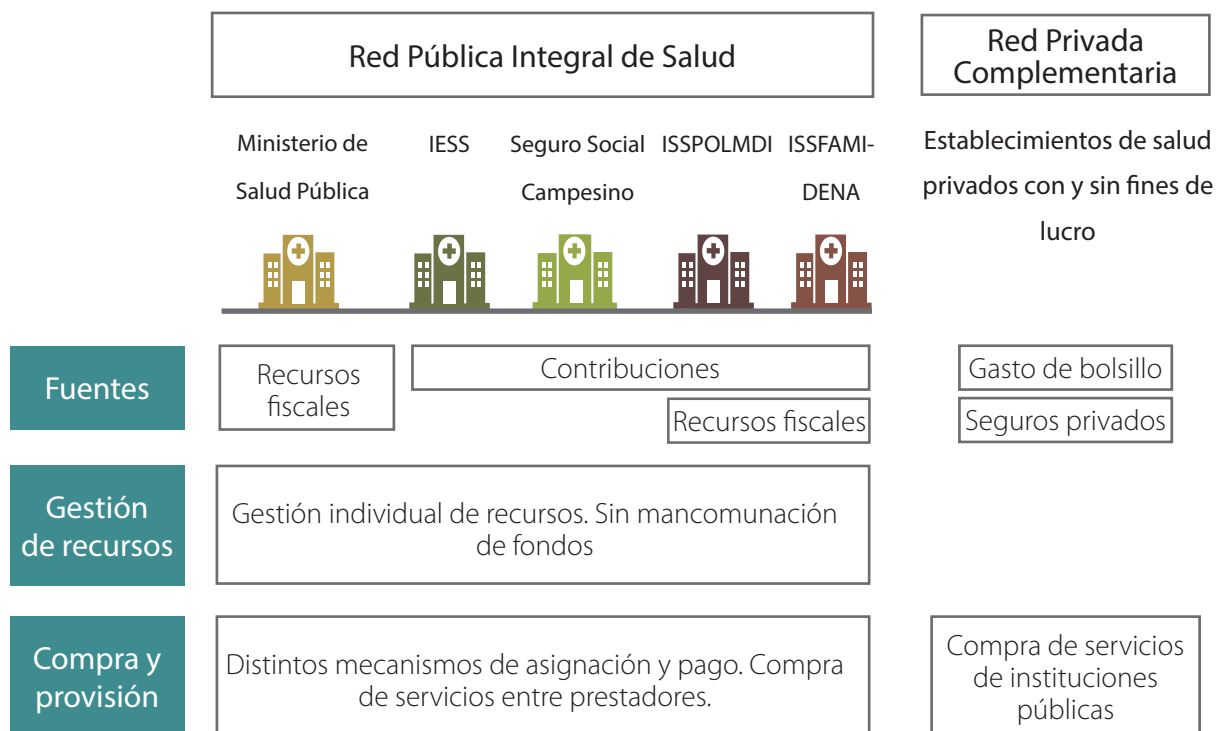 Red Pública Integral de Salud
Red Privada
Complementaria
Ministerio de
Salud Pública
IESS
Seguro Social
Campesino
ISSPOLMDI
ISSFAMI-
DENA
Establecimientos de salud
privados con y sin fines de
lucro
Fuentes
Recursos
fiscales
Contribuciones
Recursos fiscales
Gasto de bolsillo
Seguros privados
Gestión
de recursos
Gestión individual de recursos. Sin mancomunación
de fondos
Compra y
provisión
Distintos mecanismos de asignación y pago. Compra
de servicios entre prestadores.
Compra de servicios
de instituciones
públicas